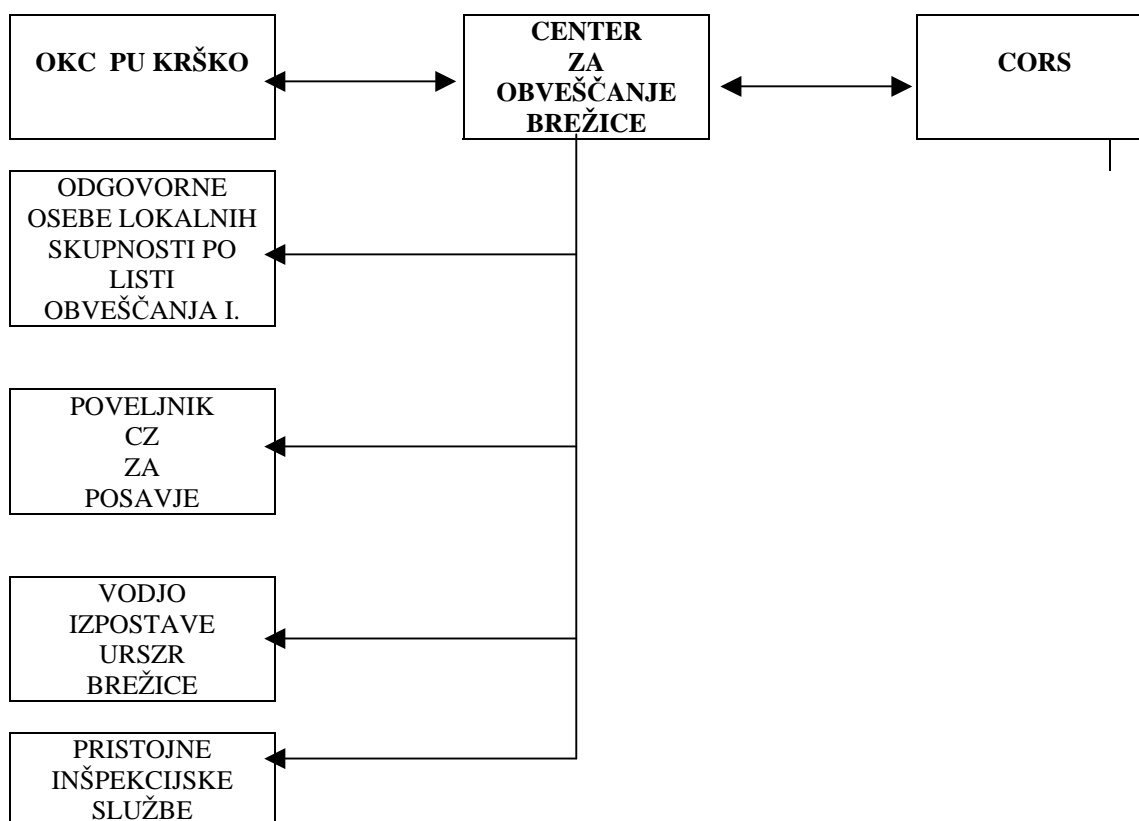 OKC PU KRŠKO
CENTER
ZA
OBVEŠČANJE
BREŽICE
CORS
ODGOVORNE
OSEBE LOKALNIH
SKUPNOSTI PO
LISTI
OBVEŠČANJA I.
POVELJNIK
CZ
ZA
POSAVJE
VODJO
IZPOSTAVE
URSZR
BREŽICE
PRISTOJNE
INŠPEKCIJSKE
SLUŽBE